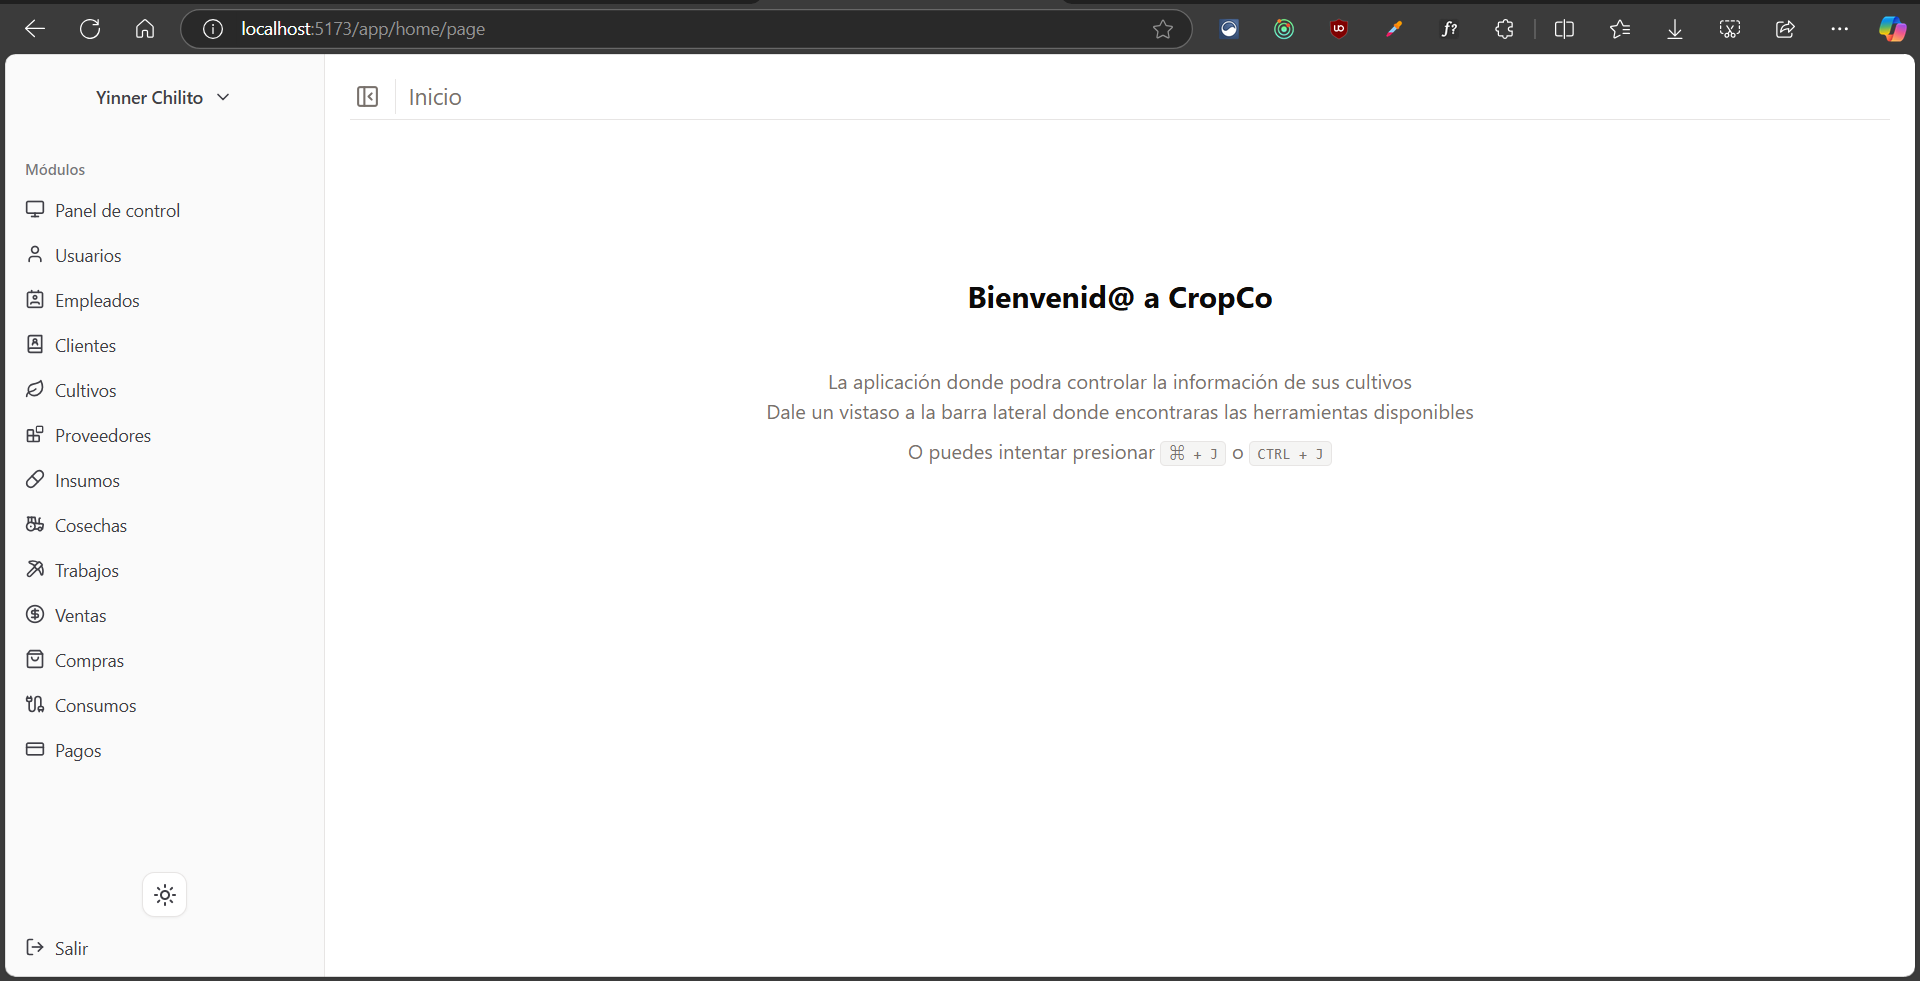 localhost:5173/app/home/page
Yinner Chilito
Inicio
Módulos
Panel de control
Usuarios
Empleados
Clientes
Cultivos
Proveedores
Insumos
Cosechas
Trabajos
Ventas
Compras
Consumos
Pagos
Salir
Bienvenid@ a CropCo
La aplicación donde podra controlar la información de sus cultivos
Dale un vistaso a la barra lateral donde encontraras las herramientas disponibles
O puedes intentar presionar ⌘ + J o CTRL + J